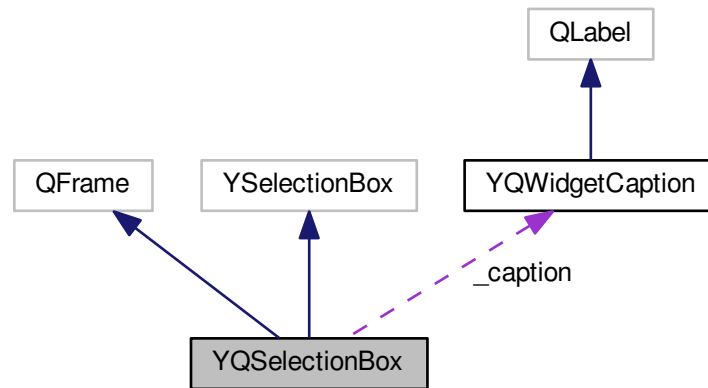 QLabel
QFrame
YSelectionBox
YQWidgetCaption
_caption
YQSelectionBox